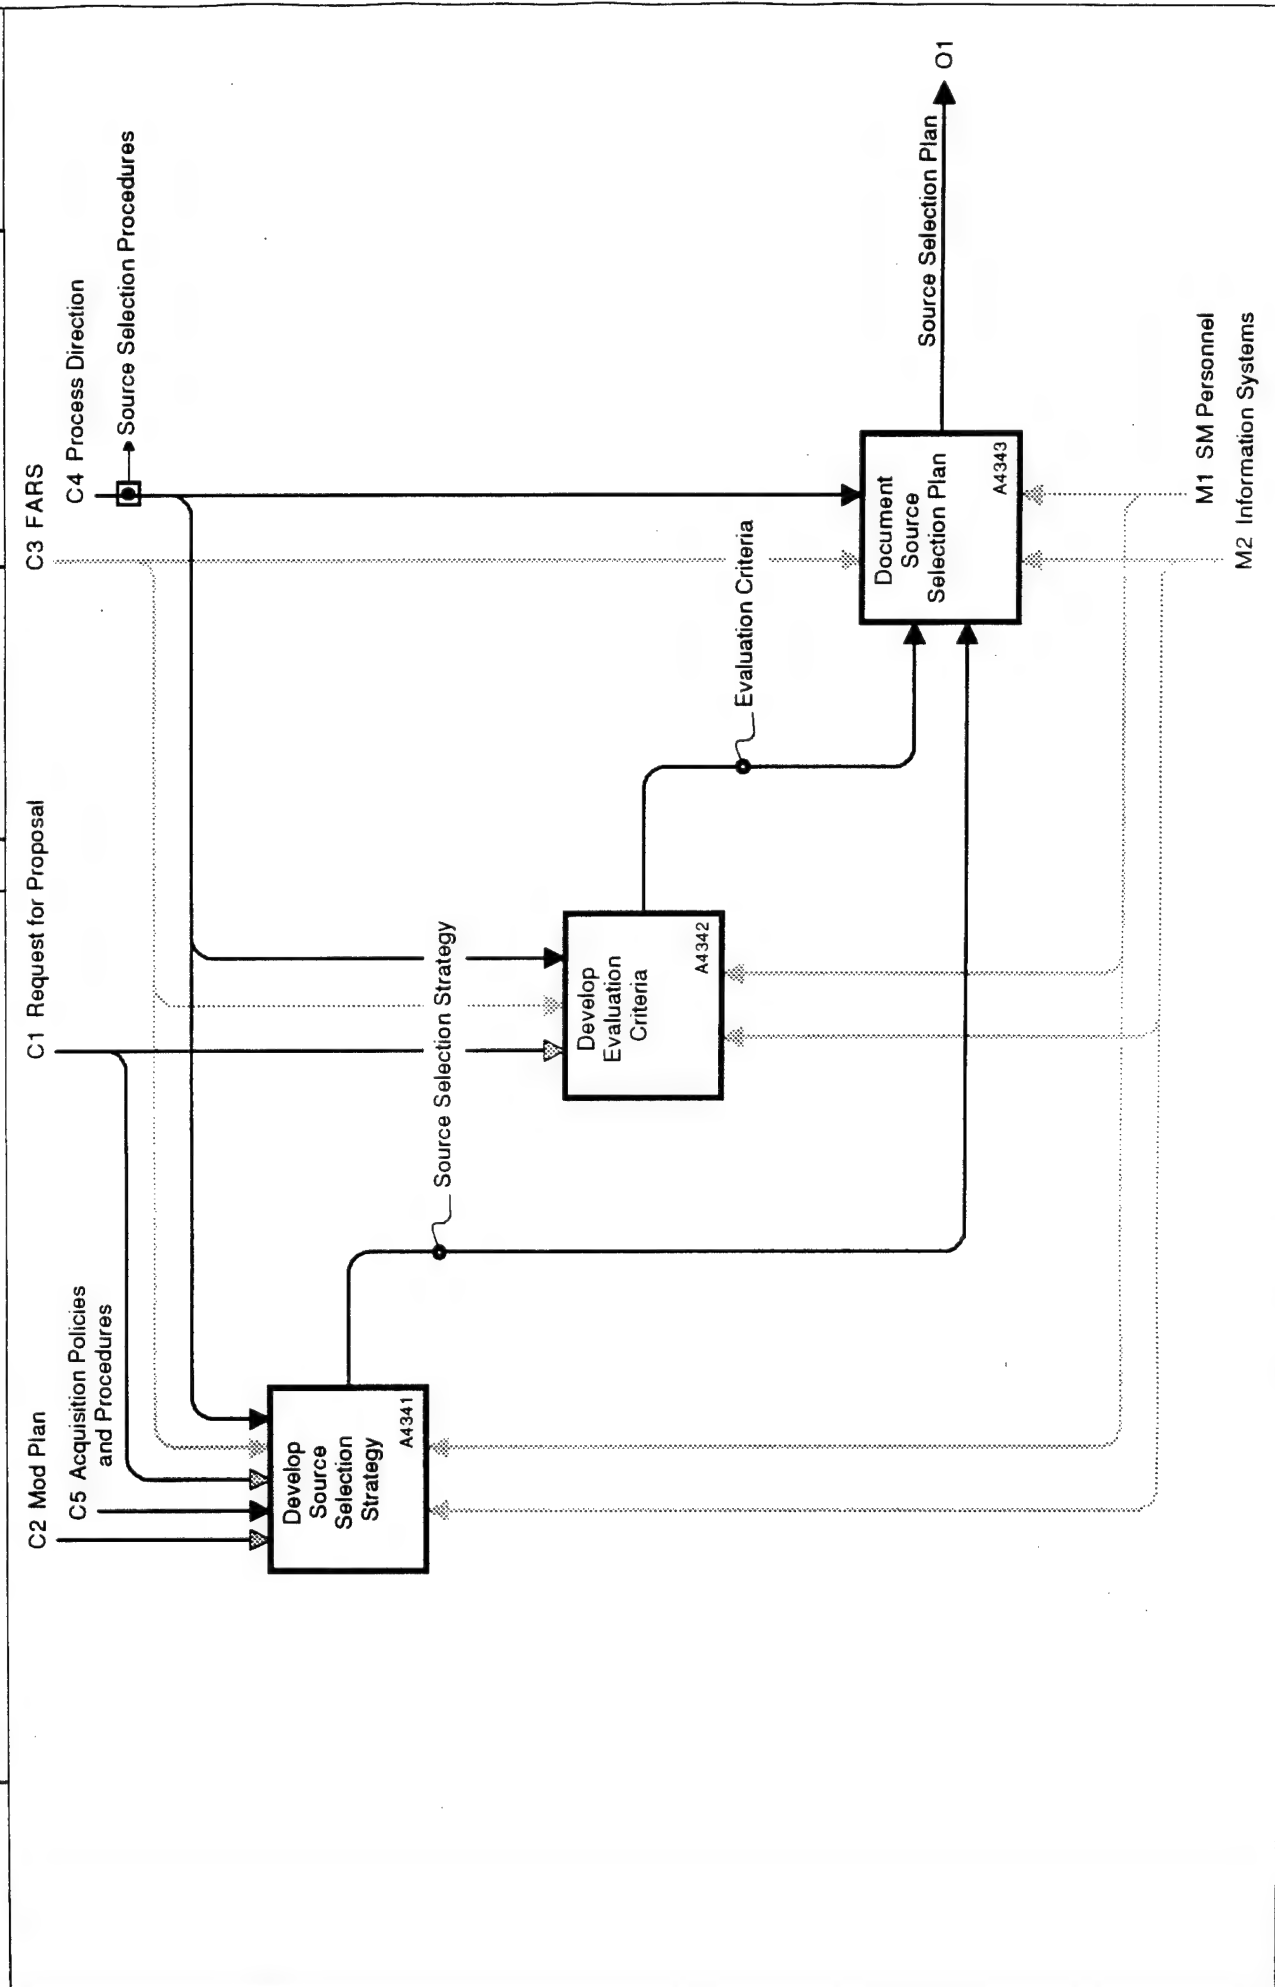 C2 Mod Plan
C5 Acquisition Policies
and Procedures
C1 Request for Proposal
C3 FARS
C4 Process Direction
Source Selection Procedures
Develop
Source
Selection
Strategy
A4341
Source Selection Strategy
Develop
Evaluation
Criteria
A4342
Evaluation Criteria
Document
Source
Selection Plan
A4343
Source Selection Plan
O1
M1 SM Personnel
M2 Information Systems